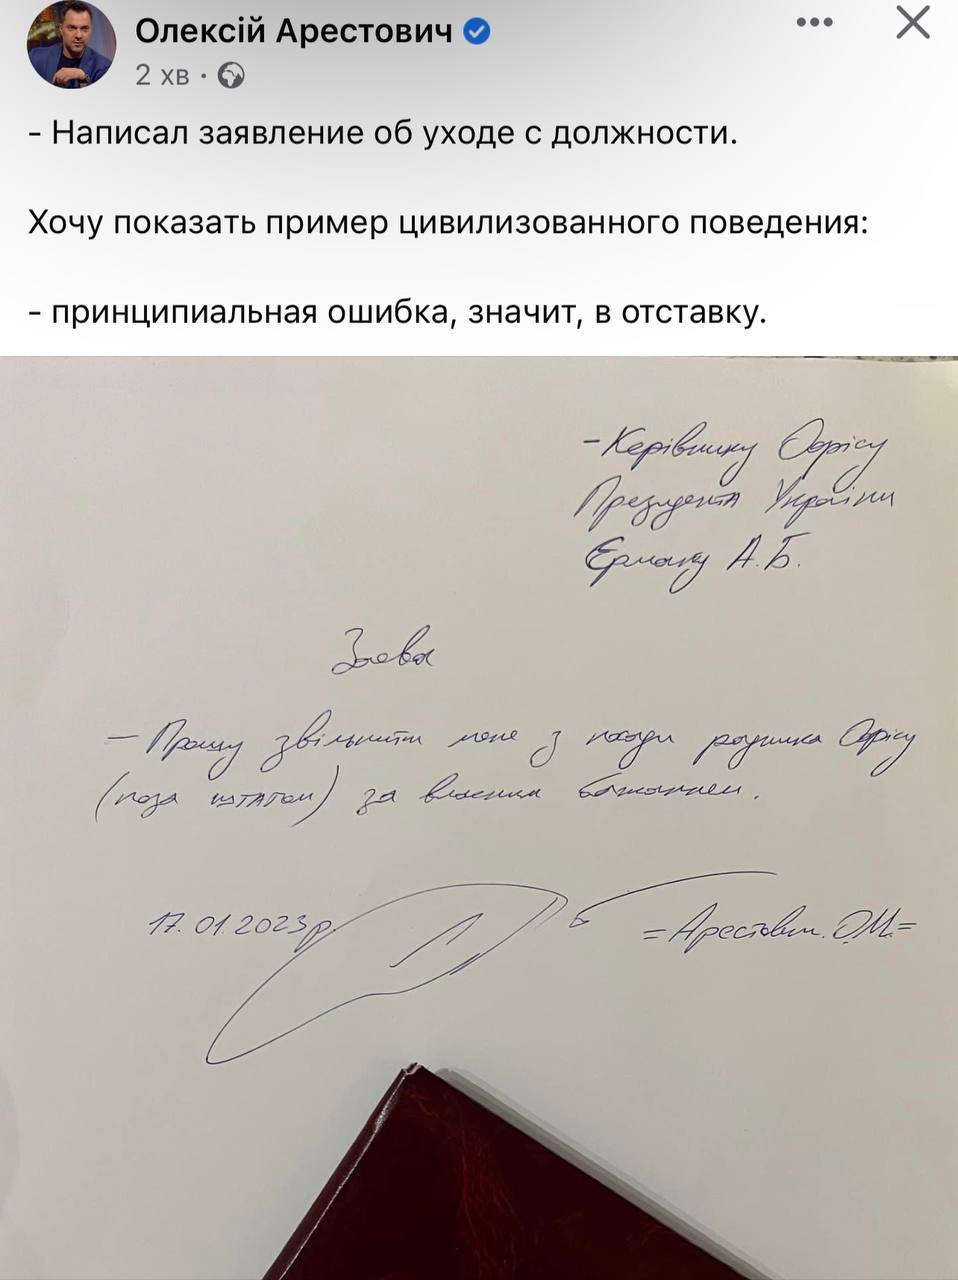 Олексій Арестович
2 хв ·
- Написал заявление об уходе с должности.
Хочу показать пример цивилизованного поведения:
- принципиальная ошибка, значит, в отставку.
- Керівнику Офісу
Президента України
Єрмаку А.Б.
Заява
- Прошу звільнити мене з посади радника Офісу
(поза штатом) за власним бажанням.
17.01.2023р.
=Арестович.О.М.=